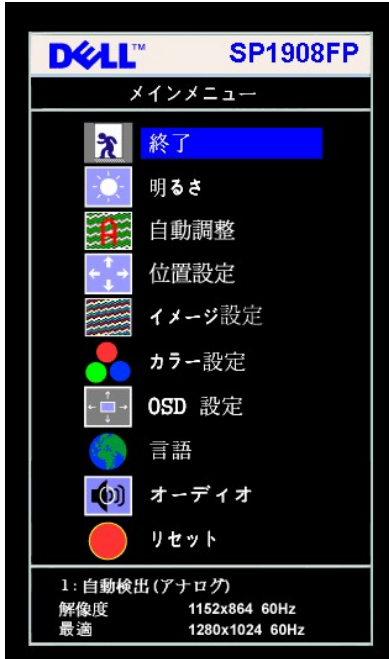 DELL™ SP1908FP
メインメニュー
終了
明るさ
自動調整
位置設定
イメージ設定
カラー設定
OSD 設定
言語
オーディオ
リセット
1:自動検出(アナログ)
解像度 1152x864 60Hz
最適 1280x1024 60Hz